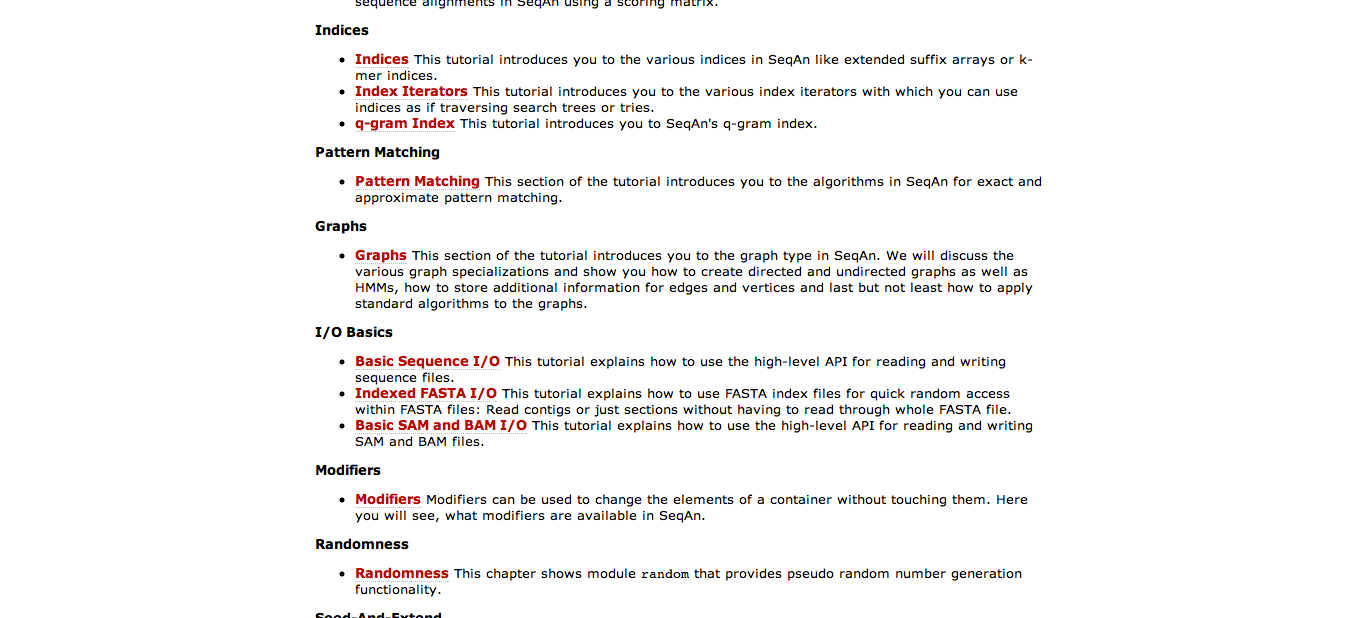 sequence alignments in SeqAn using a scoring matrix.
Indices
• Indices This tutorial introduces you to the various indices in SeqAn like extended suffix arrays or k-
mer indices.
• Index Iterators This tutorial introduces you to the various index iterators with which you can use
indices as if traversing search trees or tries.
• q-gram Index This tutorial introduces you to SeqAn's q-gram index.
Pattern Matching
• Pattern Matching This section of the tutorial introduces you to the algorithms in SeqAn for exact and
approximate pattern matching.
Graphs
• Graphs This section of the tutorial introduces you to the graph type in SeqAn. We will discuss the
various graph specializations and show you how to create directed and undirected graphs as well as
HMMs, how to store additional information for edges and vertices and last but not least how to apply
standard algorithms to the graphs.
I/O Basics
• Basic Sequence I/O This tutorial explains how to use the high-level API for reading and writing
sequence files.
• Indexed FASTA I/O This tutorial explains how to use FASTA index files for quick random access
within FASTA files: Read contigs or just sections without having to read through whole FASTA file.
• Basic SAM and BAM I/O This tutorial explains how to use the high-level API for reading and writing
SAM and BAM files.
Modifiers
• Modifiers Modifiers can be used to change the elements of a container without touching them. Here
you will see, what modifiers are available in SeqAn.
Randomness
• Randomness This chapter shows module random that provides pseudo random number generation
functionality.
Seed-And-Extend